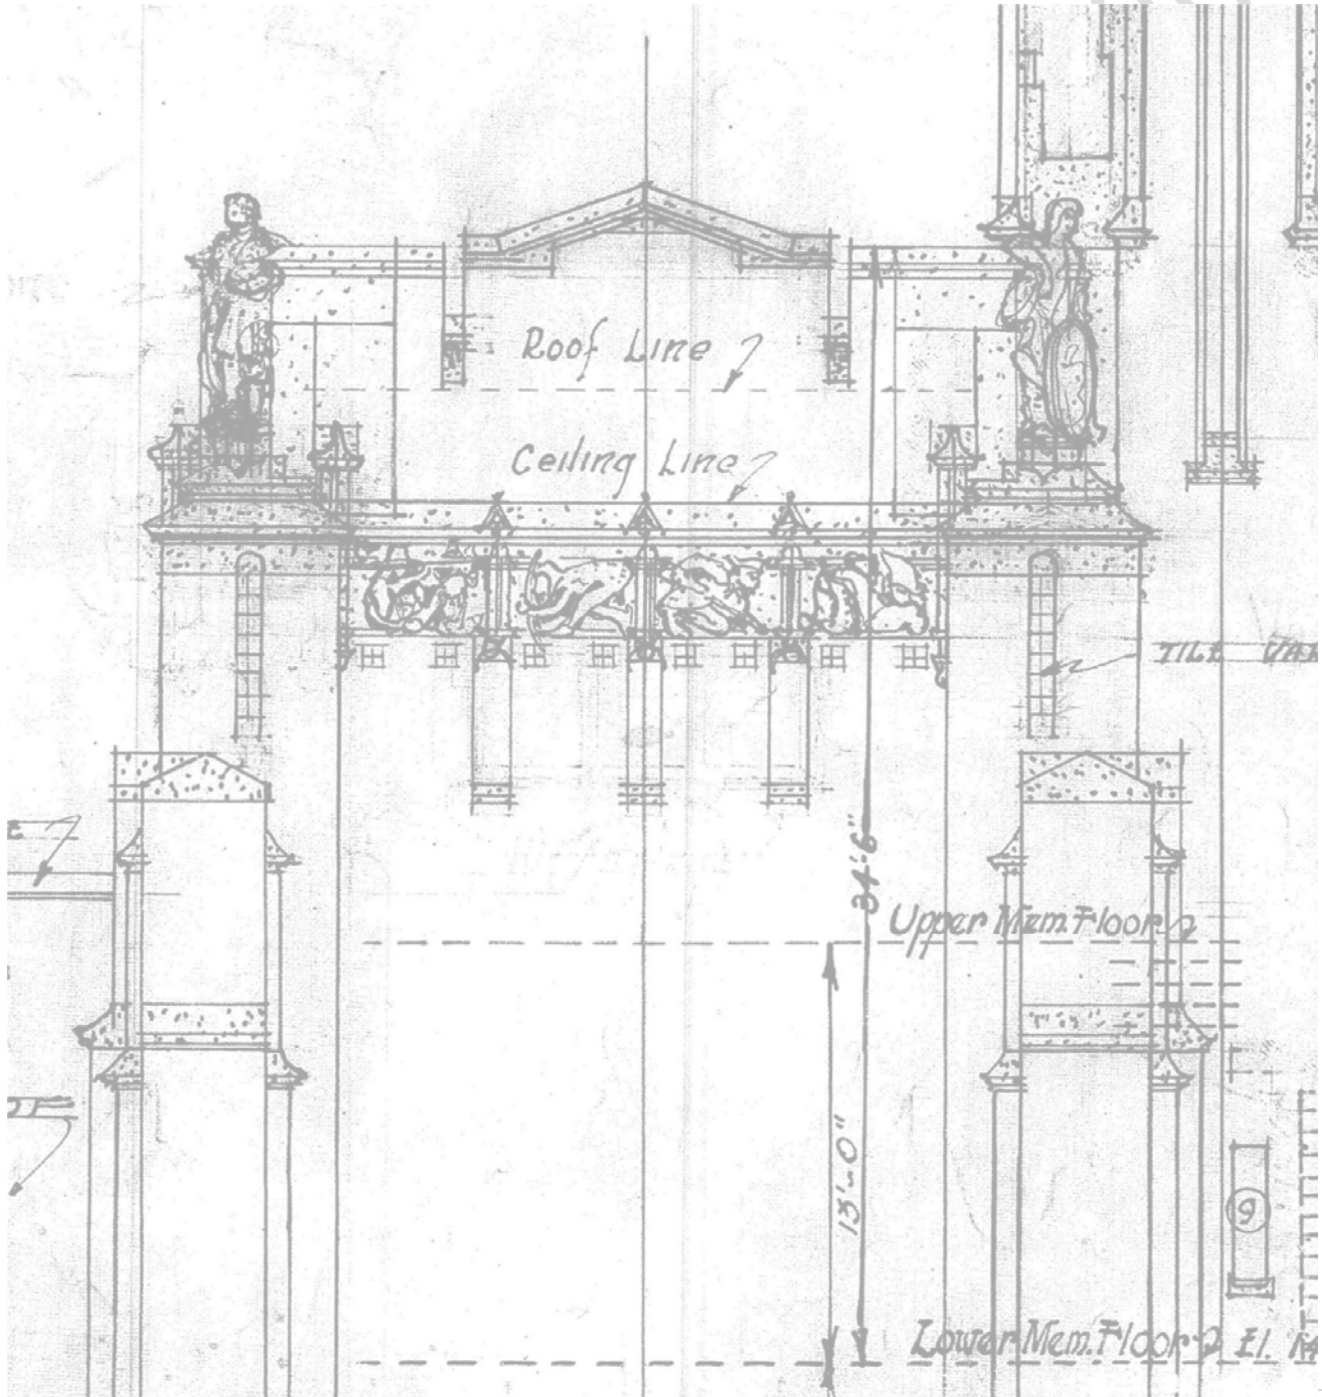 Roof Line
Ceiling Line
TILE
34'-6"
Upper Mem. Floor
13'-0"
9
Lower Mem. Floor El.